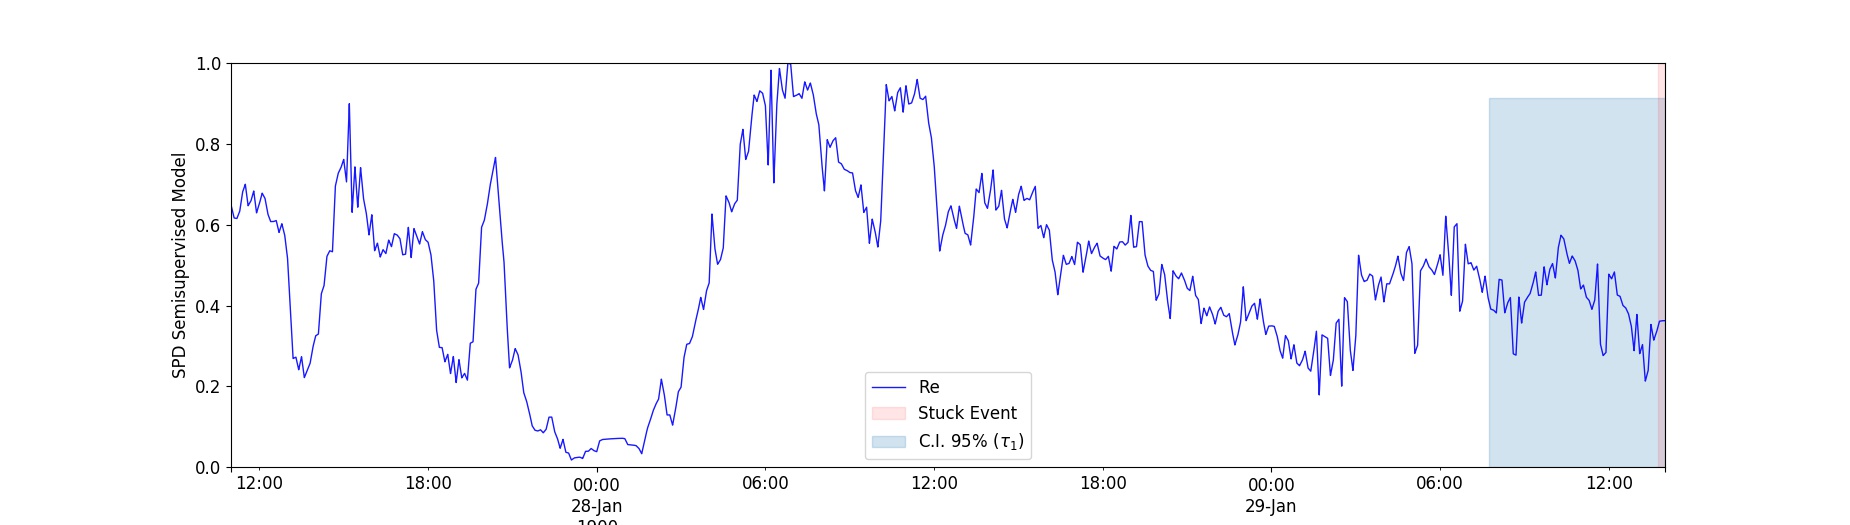 SPD Semisupervised Model
1.0
0.8
0.6
0.4
0.2
0.0
Re
Stuck Event
C.I. 95% (τ₁)
12:00 18:00 00:00 06:00 12:00 18:00 00:00 06:00 12:00
28-Jan 29-Jan
1900